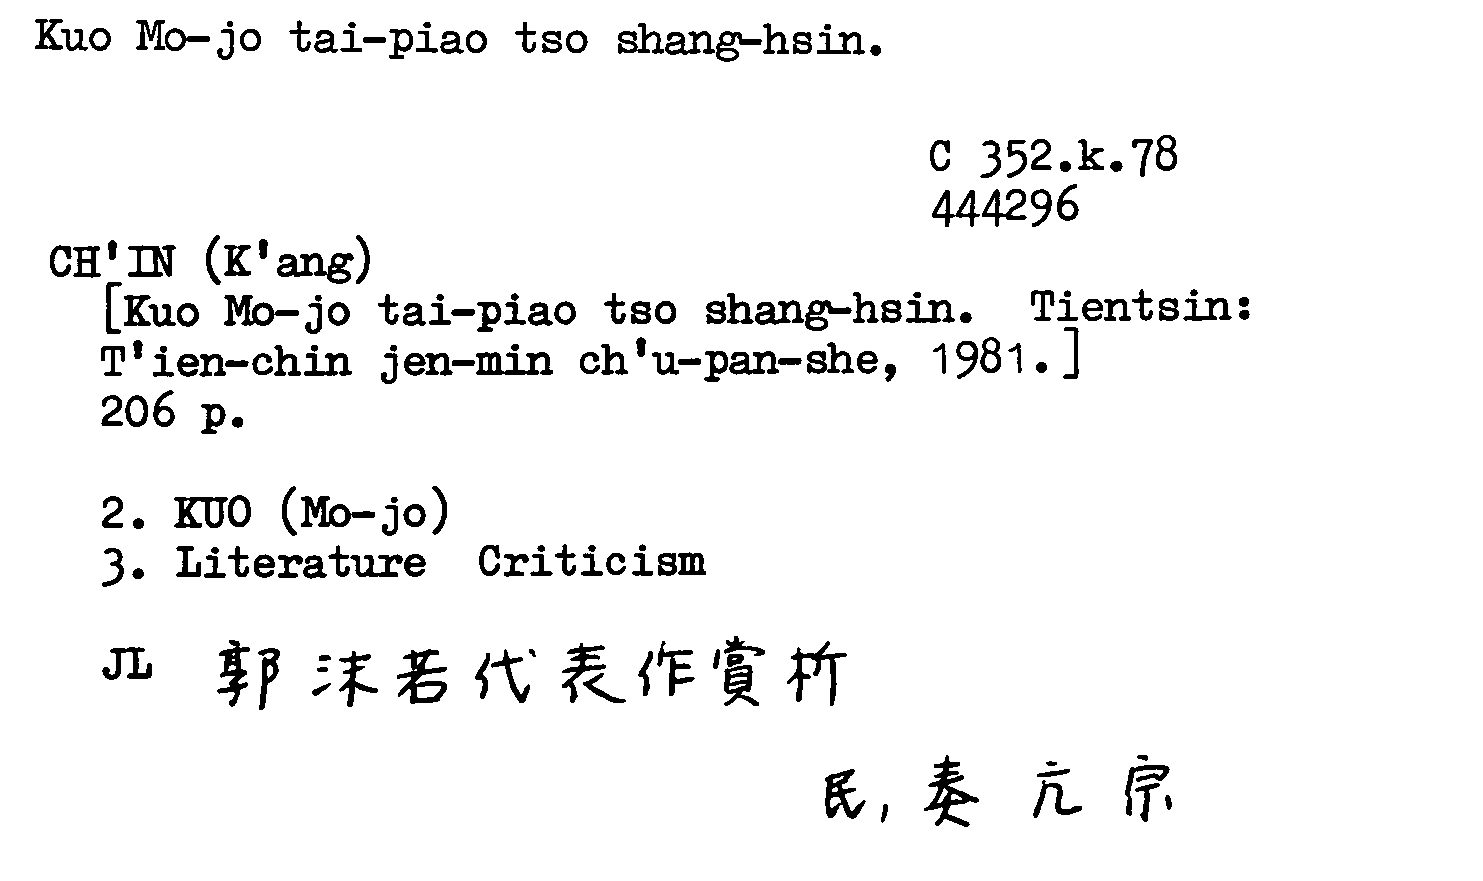 Kuo Mo-jo tai-piao tso shang-hsin.
C 352.k.78
444296
CH'IN (K'ang)
[Kuo Mo-jo tai-piao tso shang-hsin. Tientsin:
T'ien-chin jen-min ch'u-pan-she, 1981.]
206 p.
2. KUO (Mo-jo)
3. Literature Criticism
JL 郭沫若代表作賞析
民, 秦亢宗